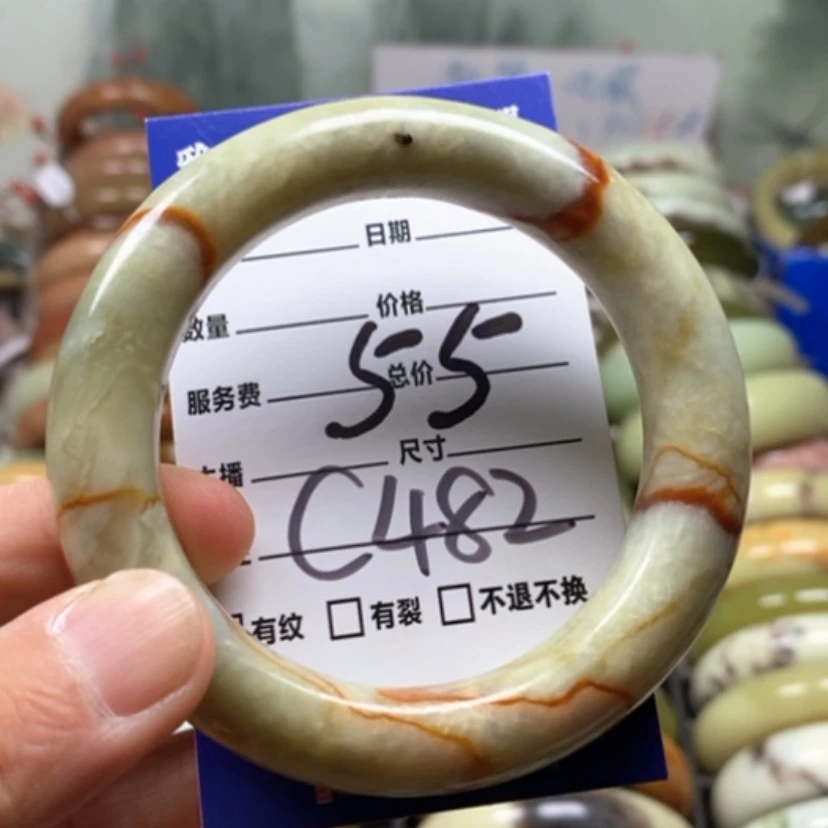 日期
数量 价格
55
服务费 总价
播 尺寸
C482
有纹 有裂 不退不换